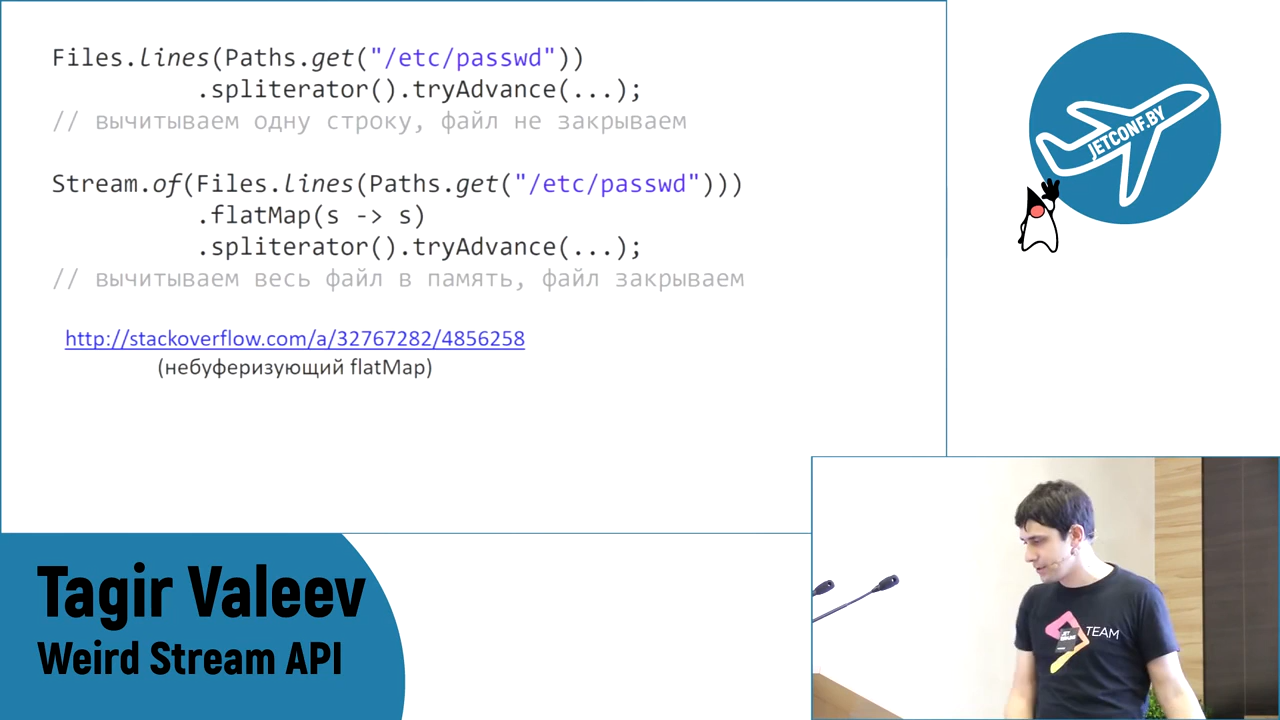 Files.lines(Paths.get("/etc/passwd"))
.spliterator().tryAdvance(...);
// вычитываем одну строку, файл не закрываем
Stream.of(Files.lines(Paths.get("/etc/passwd")))
.flatMap(s -> s)
.spliterator().tryAdvance(...);
// вычитываем весь файл в память, файл закрываем
http://stackoverflow.com/a/32767282/4856258
(небуферизующий flatMap)
JETCONF.BY
Tagir Valeev
Weird Stream API
TEAM